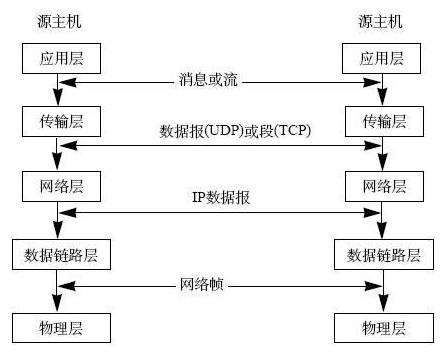 源主机 源主机
应用层 应用层
消息或流
传输层 传输层
数据报(UDP)或段(TCP)
网络层 网络层
IP数据报
数据链路层 数据链路层
网络帧
物理层 物理层